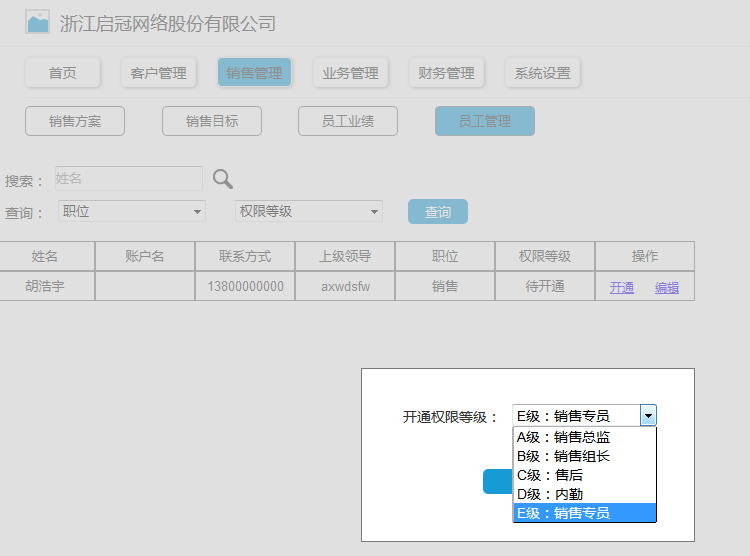 浙江启冠网络股份有限公司
首页 客户管理 销售管理 业务管理 财务管理 系统设置
销售方案 销售目标 员工业绩 员工管理
搜索： 姓名
查询： 职位 权限等级 查询
姓名 账户名 联系方式 上级领导 职位 权限等级 操作
胡浩宇 13800000000 axwdsfw 销售 待开通 开通 编辑
开通权限等级： E级：销售专员
A级：销售总监
B级：销售组长
C级：售后
D级：内勤
E级：销售专员